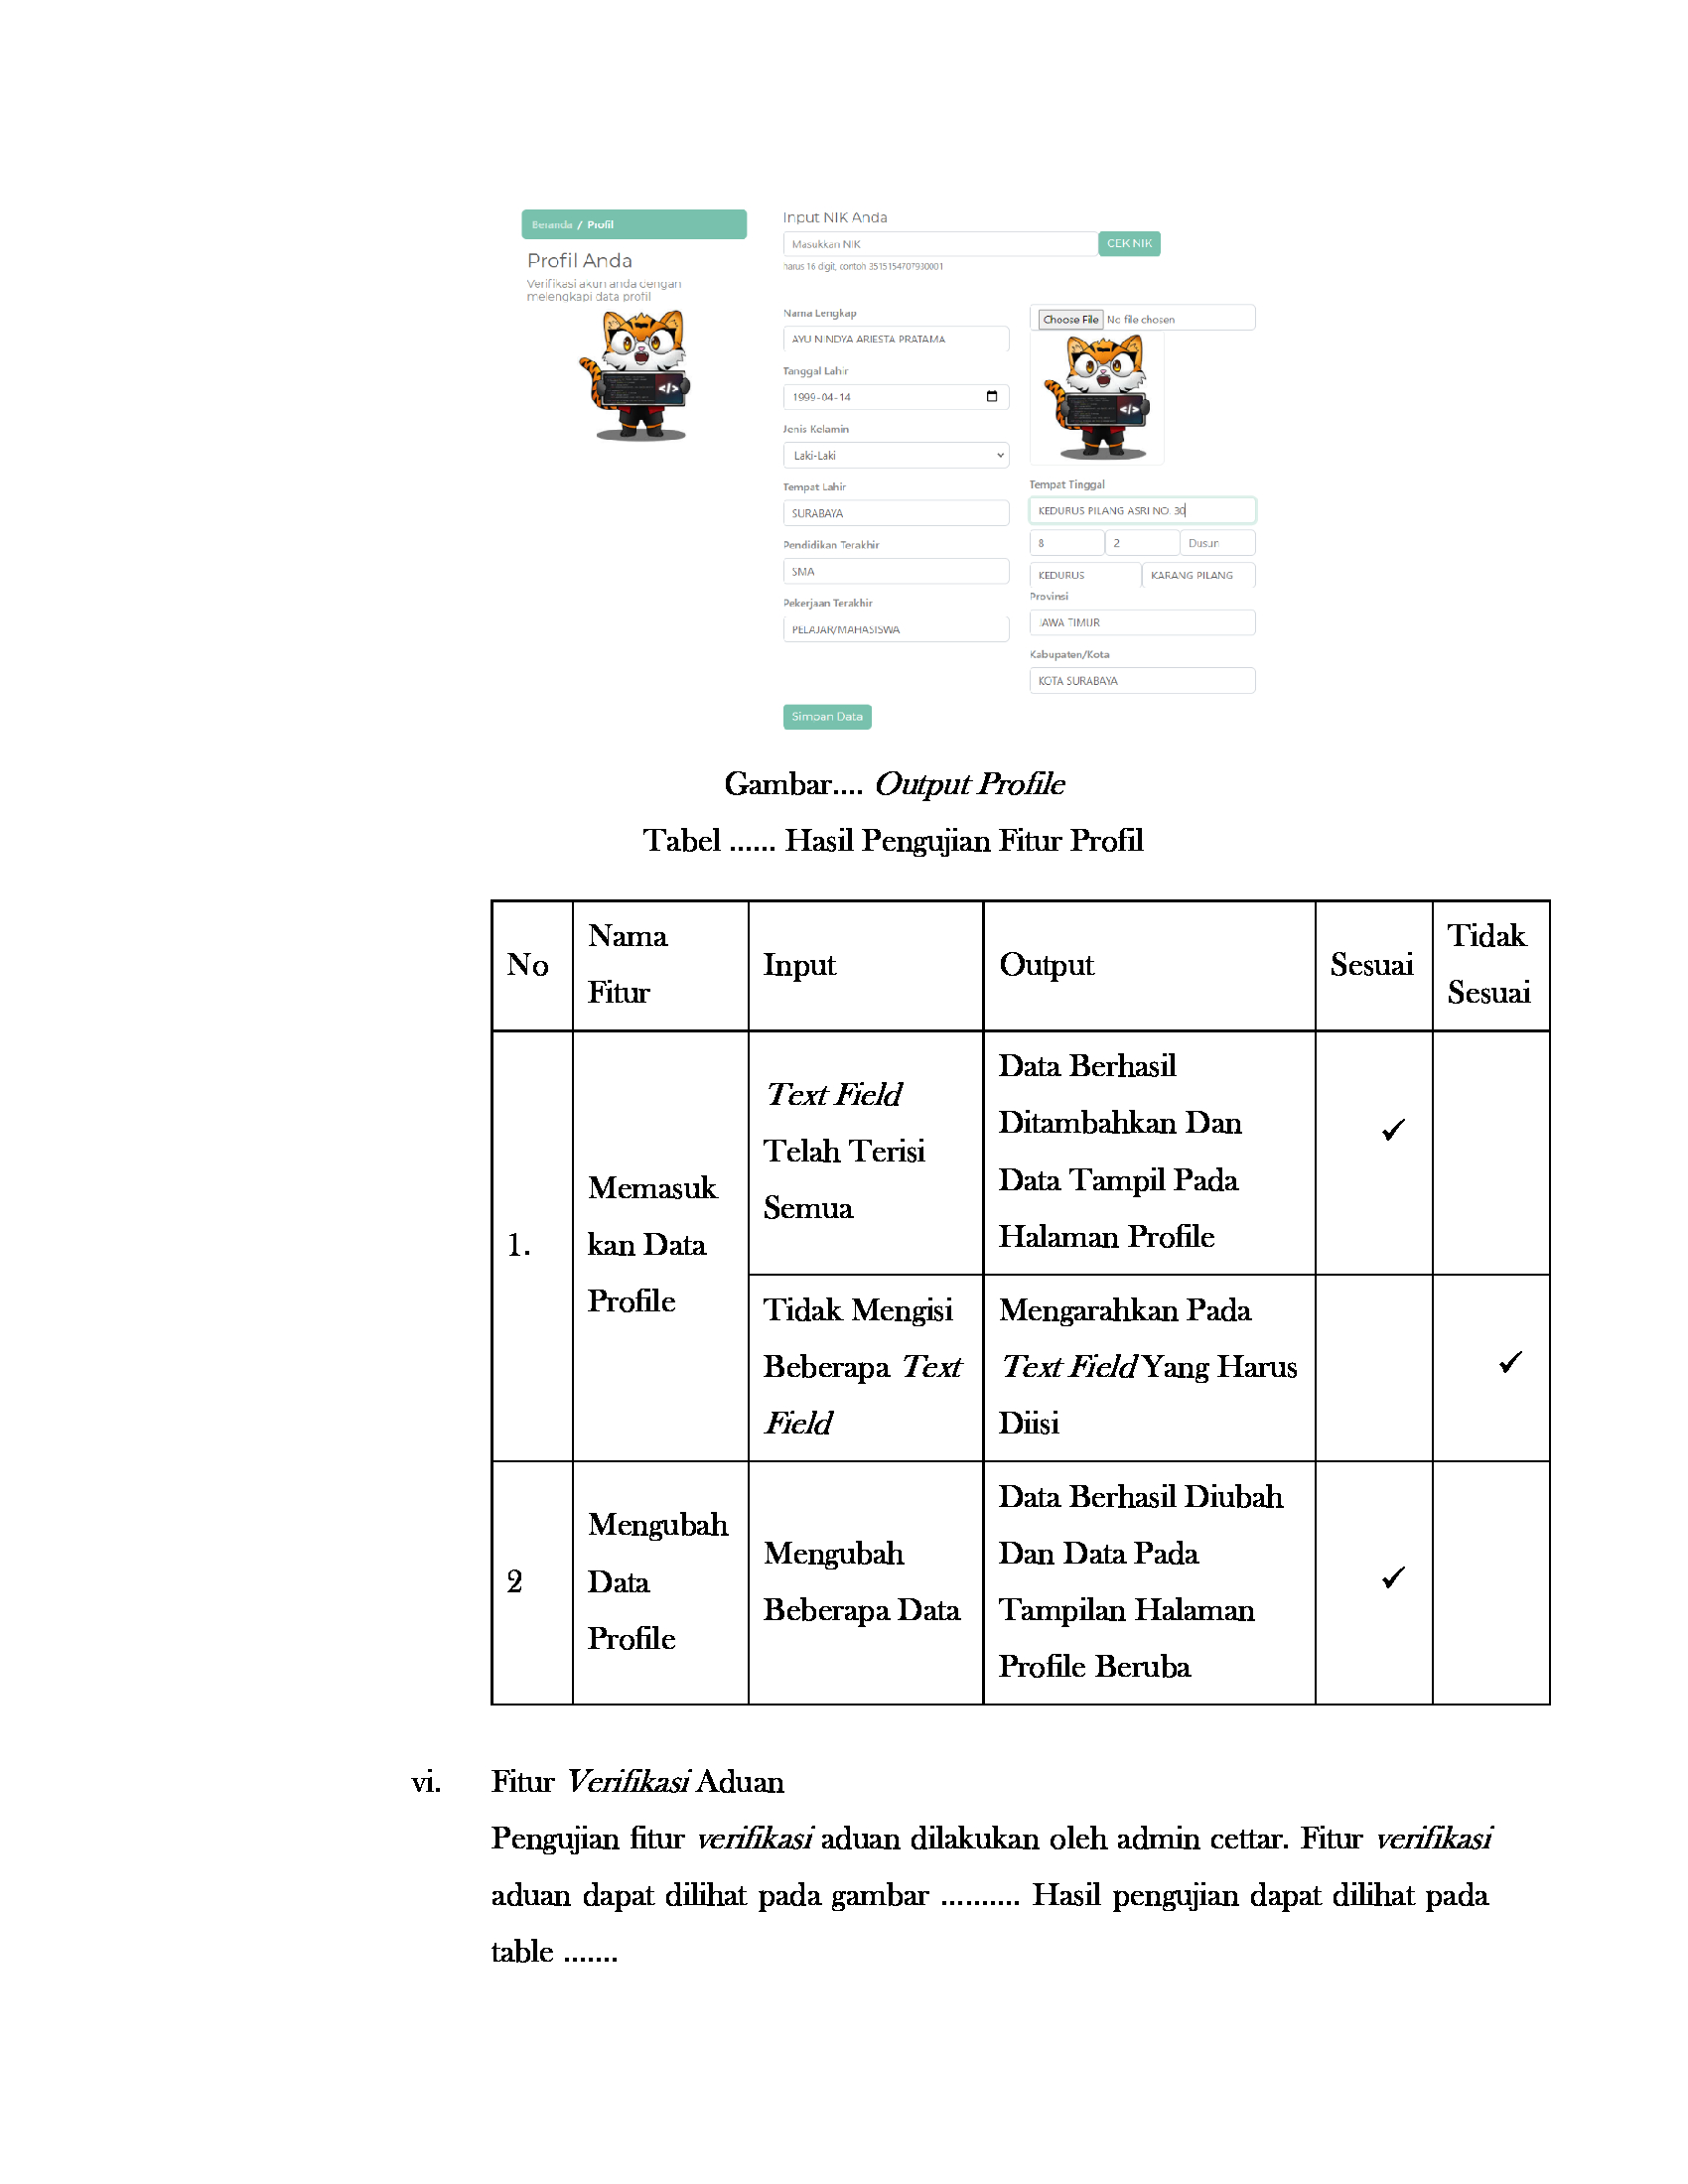 Beranda / Profil
Profil Anda
Verifikasi akun anda dengan
melengkapi data profil
Input NIK Anda
Masukkan NIK
CEK NIK
harus 16 digit, contoh 3515154707930001
Nama Lengkap
AYU NINDYA ARIESTA PRATAMA
Tanggal Lahir
1999-04-14
Jenis Kelamin
Laki-Laki
Tempat Lahir
SURABAYA
Pendidikan Terakhir
SMA
Pekerjaan Terakhir
PELAJAR/MAHASISWA
Choose File No file chosen
</>
Tempat Tinggal
KEDURUS PILANG ASRI NO. 30
8 2 Dusun
KEDURUS KARANG PILANG
Provinsi
JAWA TIMUR
Kabupaten/Kota
KOTA SURABAYA
Simpan Data
Gambar.... Output Profile
Tabel ...... Hasil Pengujian Fitur Profil
No
Nama
Fitur
Input
Output
Sesuai
Tidak
Sesuai
1.
Memasuk
kan Data
Profile
Text Field
Telah Terisi
Semua
Data Berhasil
Ditambahkan Dan
Data Tampil Pada
Halaman Profile
✓
Tidak Mengisi
Beberapa Text
Field
Mengarahkan Pada
Text Field Yang Harus
Diisi
✓
2
Mengubah
Data
Profile
Mengubah
Beberapa Data
Data Berhasil Diubah
Dan Data Pada
Tampilan Halaman
Profile Beruba
✓
vi. Fitur Verifikasi Aduan
Pengujian fitur verifikasi aduan dilakukan oleh admin cettar. Fitur verifikasi
aduan dapat dilihat pada gambar .......... Hasil pengujian dapat dilihat pada
table .......